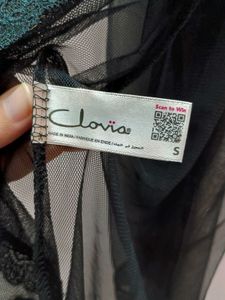 Scan to Win
Clovia
MADE IN INDIA / FABRIQUE EN INDE /
S